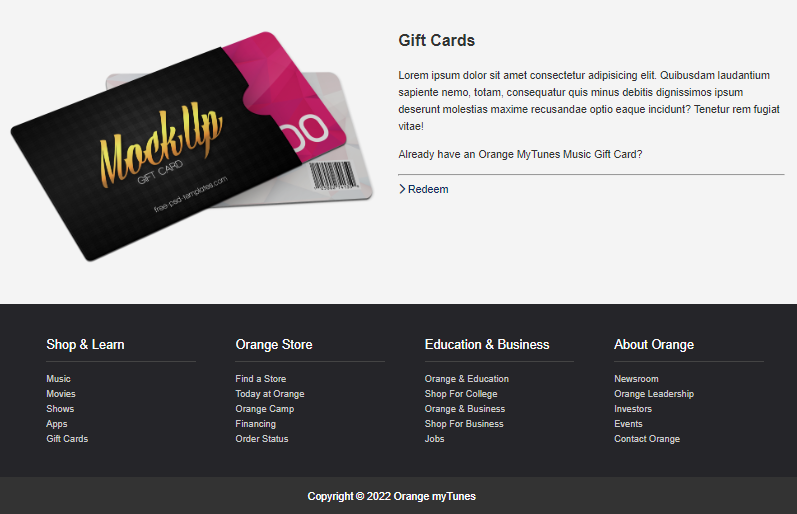 MockUp
GIFT CARD
free-psd-templates.com
00
Gift Cards
Lorem ipsum dolor sit amet consectetur adipisicing elit. Quibusdam laudantium
sapiente nemo, totam, consequatur quis minus debitis dignissimos ipsum
deserunt molestias maxime recusandae optio eaque incidunt? Tenetur rem fugiat
vitae!
Already have an Orange MyTunes Music Gift Card?
Redeem
Shop & Learn
Music
Movies
Shows
Apps
Gift Cards
Orange Store
Find a Store
Today at Orange
Orange Camp
Financing
Order Status
Education & Business
Orange & Education
Shop For College
Orange & Business
Shop For Business
Jobs
About Orange
Newsroom
Orange Leadership
Investors
Events
Contact Orange
Copyright © 2022 Orange myTunes